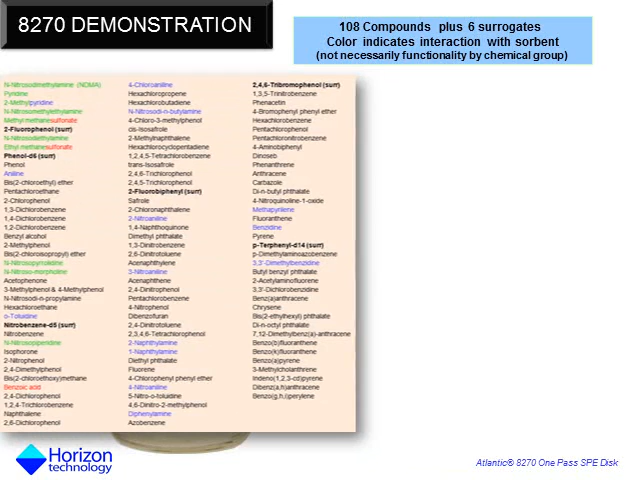 8270 DEMONSTRATION
108 Compounds plus 6 surrogates
Color indicates interaction with sorbent
(not necessarily functionality by chemical group)
N-Nitrosodimethylamine (NDMA)
Pyridine
2-Methylpyridine
N-Nitrosomethylethylamine
Methyl methanesulfonate
2-Fluorophenol (surr)
N-Nitrosodiethylamine
Ethyl methanesulfonate
Phenol-d6 (surr)
Phenol
Aniline
Bis(2-chloroethyl) ether
Pentachloroethane
2-Chlorophenol
1,3-Dichlorobenzene
1,4-Dichlorobenzene
1,2-Dichlorobenzene
Benzyl alcohol
2-Methylphenol
Bis(2-chloroisopropyl) ether
N-Nitrosopyrrolidine
N-Nitroso-morpholine
Acetophenone
3-Methylphenol & 4-Methylphenol
N-Nitrosodi-n-propylamine
Hexachloroethane
o-Toluidine
Nitrobenzene-d5 (surr)
Nitrobenzene
N-Nitrosopiperidine
Isophorone
2-Nitrophenol
2,4-Dimethylphenol
Bis(2-chloroethoxy)methane
Benzoic acid
2,4-Dichlorophenol
1,2,4-Trichlorobenzene
Naphthalene
2,6-Dichlorophenol
4-Chloroaniline
Hexachloropropene
Hexachlorobutadiene
N-Nitrosodi-n-butylamine
4-Chloro-3-methylphenol
cis-Isosafrole
2-Methylnaphthalene
Hexachlorocyclopentadiene
1,2,4,5-Tetrachlorobenzene
trans-Isosafrole
2,4,6-Trichlorophenol
2,4,5-Trichlorophenol
2-Fluorobiphenyl (surr)
Safrole
2-Chloronaphthalene
2-Nitroaniline
1,4-Naphthoquinone
Dimethyl phthalate
1,3-Dinitrobenzene
2,6-Dinitrotoluene
Acenaphthylene
3-Nitroaniline
Acenaphthene
2,4-Dinitrophenol
Pentachlorobenzene
4-Nitrophenol
Dibenzofuran
2,4-Dinitrotoluene
2,3,4,6-Tetrachlorophenol
2-Naphthylamine
1-Naphthylamine
Diethyl phthalate
Fluorene
4-Chlorophenyl phenyl ether
4-Nitroaniline
5-Nitro-o-toluidine
4,6-Dinitro-2-methylphenol
Diphenylamine
Azobenzene
2,4,6-Tribromophenol (surr)
1,3,5-Trinitrobenzene
Phenacetin
4-Bromophenyl phenyl ether
Hexachlorobenzene
Pentachlorophenol
Pentachloronitrobenzene
4-Aminobiphenyl
Dinoseb
Phenanthrene
Anthracene
Carbazole
Di-n-butyl phthalate
4-Nitroquinoline-1-oxide
Methapyrilene
Fluoranthene
Benzidine
Pyrene
p-Terphenyl-d14 (surr)
p-Dimethylaminoazobenzene
3,3'-Dimethylbenzidine
Butyl benzyl phthalate
2-Acetylaminofluorene
3,3'-Dichlorobenzidine
Benz(a)anthracene
Chrysene
Bis(2-ethylhexyl) phthalate
Di-n-octyl phthalate
7,12-Dimethylbenz(a)-anthracene
Benzo(b)fluoranthene
Benzo(k)fluoranthene
Benzo(a)pyrene
3-Methylcholanthrene
Indeno(1,2,3-cd)pyrene
Dibenz(a,h)anthracene
Benzo(g,h,i)perylene
Horizon
technology
Atlantic® 8270 One Pass SPE Disk